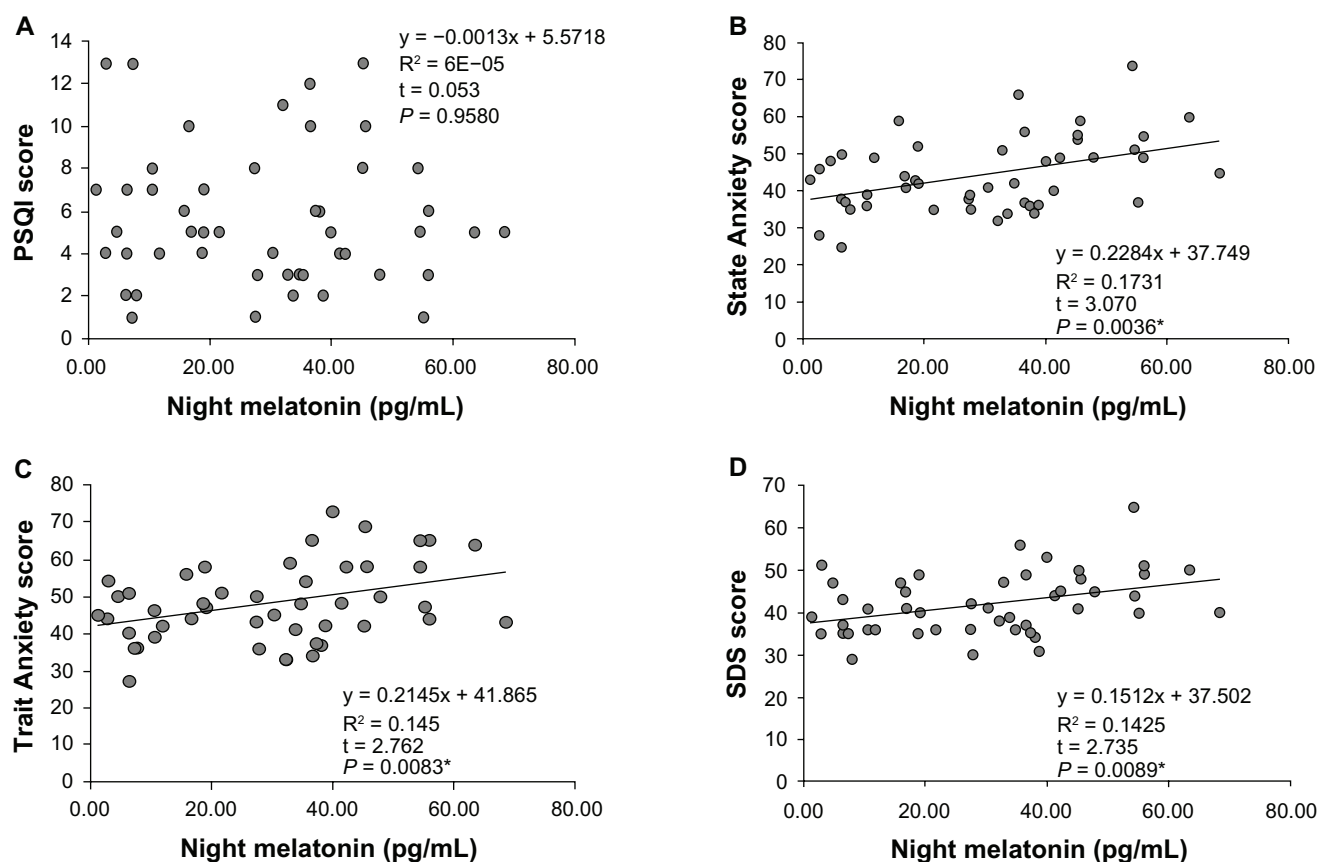 A
y = −0.0013x + 5.5718
R² = 6E−05
t = 0.053
P = 0.9580
PSQI score
14
12
10
8
6
4
2
0
0.00 20.00 40.00 60.00 80.00
Night melatonin (pg/mL)
B
State Anxiety score
80
70
60
50
40
30
20
10
0
y = 0.2284x + 37.749
R² = 0.1731
t = 3.070
P = 0.0036*
0.00 20.00 40.00 60.00 80.00
Night melatonin (pg/mL)
C
Trait Anxiety score
80
70
60
50
40
30
20
10
0
y = 0.2145x + 41.865
R² = 0.145
t = 2.762
P = 0.0083*
0.00 20.00 40.00 60.00 80.00
Night melatonin (pg/mL)
D
SDS score
70
60
50
40
30
20
10
0
y = 0.1512x + 37.502
R² = 0.1425
t = 2.735
P = 0.0089*
0.00 20.00 40.00 60.00 80.00
Night melatonin (pg/mL)